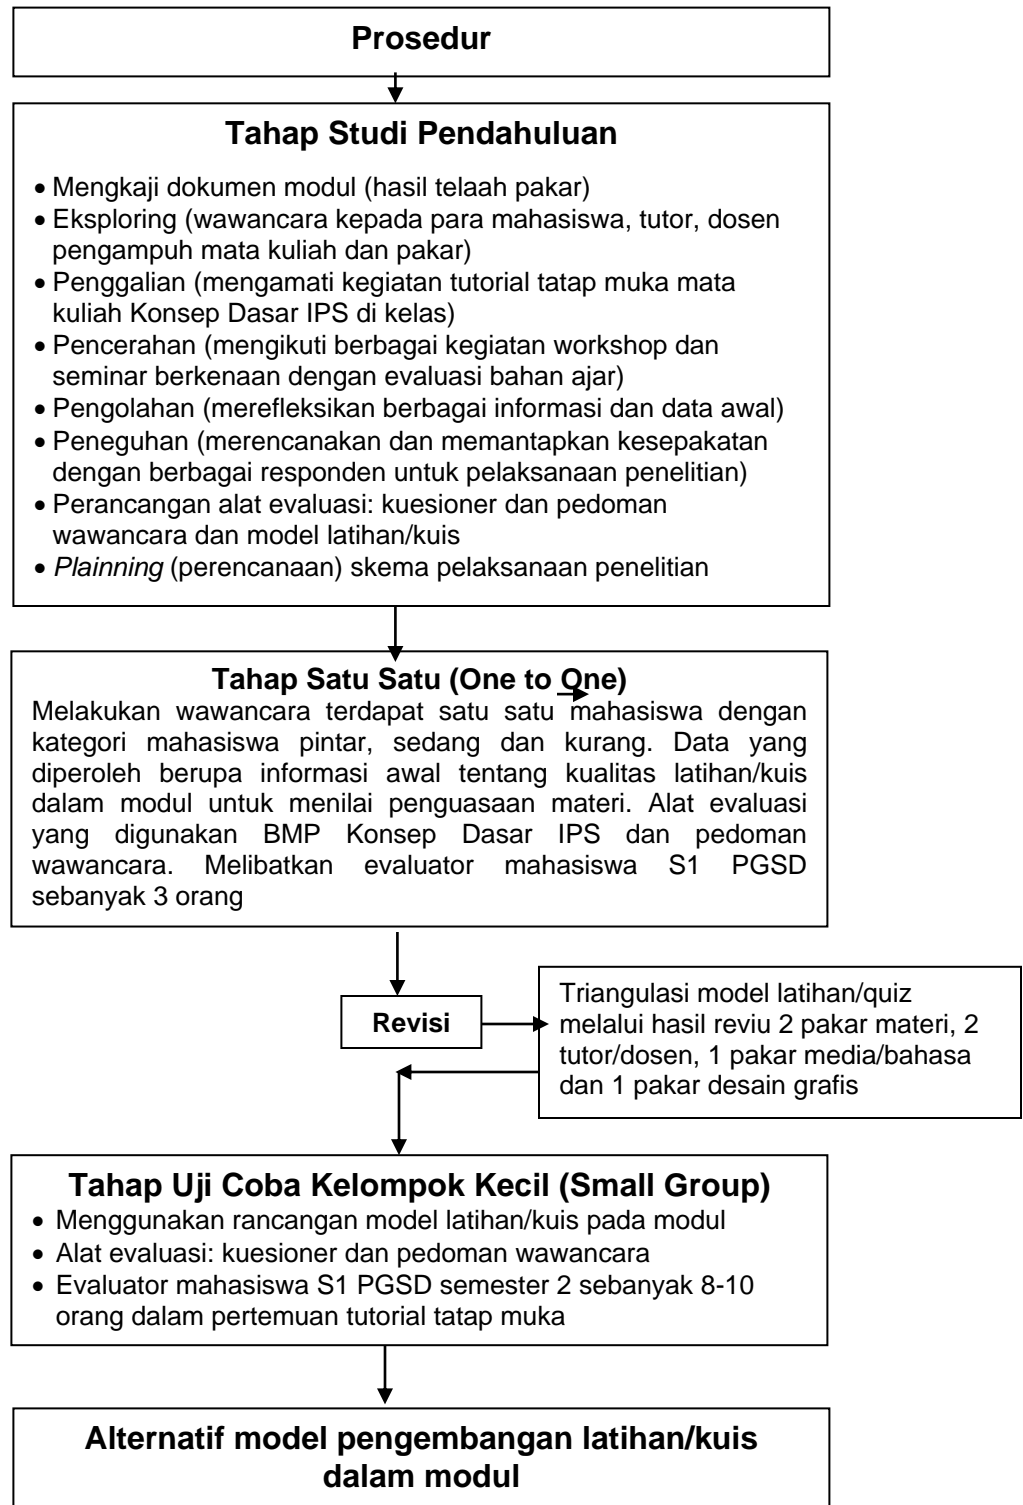 Prosedur
Tahap Studi Pendahuluan
• Mengkaji dokumen modul (hasil telaah pakar)
• Eksploring (wawancara kepada para mahasiswa, tutor, dosen
pengampuh mata kuliah dan pakar)
• Penggalian (mengamati kegiatan tutorial tatap muka mata
kuliah Konsep Dasar IPS di kelas)
• Pencerahan (mengikuti berbagai kegiatan workshop dan
seminar berkenaan dengan evaluasi bahan ajar)
• Pengolahan (merefleksikan berbagai informasi dan data awal)
• Peneguhan (merencanakan dan memantapkan kesepakatan
dengan berbagai responden untuk pelaksanaan penelitian)
• Perancangan alat evaluasi: kuesioner dan pedoman
wawancara dan model latihan/kuis
• Plainning (perencanaan) skema pelaksanaan penelitian
Tahap Satu Satu (One to One)
Melakukan wawancara terdapat satu satu mahasiswa dengan
kategori mahasiswa pintar, sedang dan kurang. Data yang
diperoleh berupa informasi awal tentang kualitas latihan/kuis
dalam modul untuk menilai penguasaan materi. Alat evaluasi
yang digunakan BMP Konsep Dasar IPS dan pedoman
wawancara. Melibatkan evaluator mahasiswa S1 PGSD
sebanyak 3 orang
Revisi
Triangulasi model latihan/quiz
melalui hasil reviu 2 pakar materi, 2
tutor/dosen, 1 pakar media/bahasa
dan 1 pakar desain grafis
Tahap Uji Coba Kelompok Kecil (Small Group)
• Menggunakan rancangan model latihan/kuis pada modul
• Alat evaluasi: kuesioner dan pedoman wawancara
• Evaluator mahasiswa S1 PGSD semester 2 sebanyak 8-10
orang dalam pertemuan tutorial tatap muka
Alternatif model pengembangan latihan/kuis
dalam modul